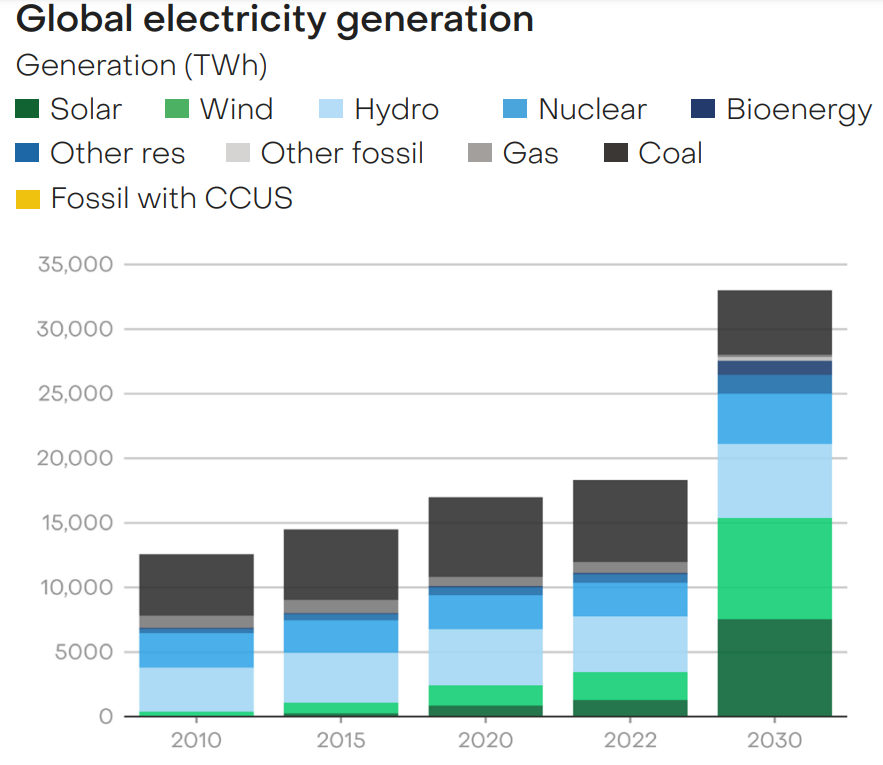 Global electricity generation
Generation (TWh)
Solar Wind Hydro Nuclear Bioenergy
Other res Other fossil Gas Coal
Fossil with CCUS
35,000
30,000
25,000
20,000
15,000
10,000
5000
0
2010 2015 2020 2022 2030